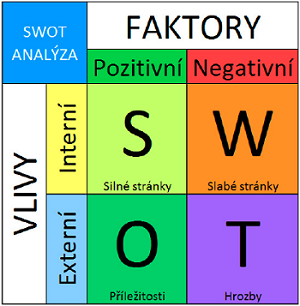 SWOT
ANALÝZA
FAKTORY
Pozitivní
Negativní
VLIVY
Interní
S
Silné stránky
W
Slabé stránky
Externí
O
Příležitosti
T
Hrozby